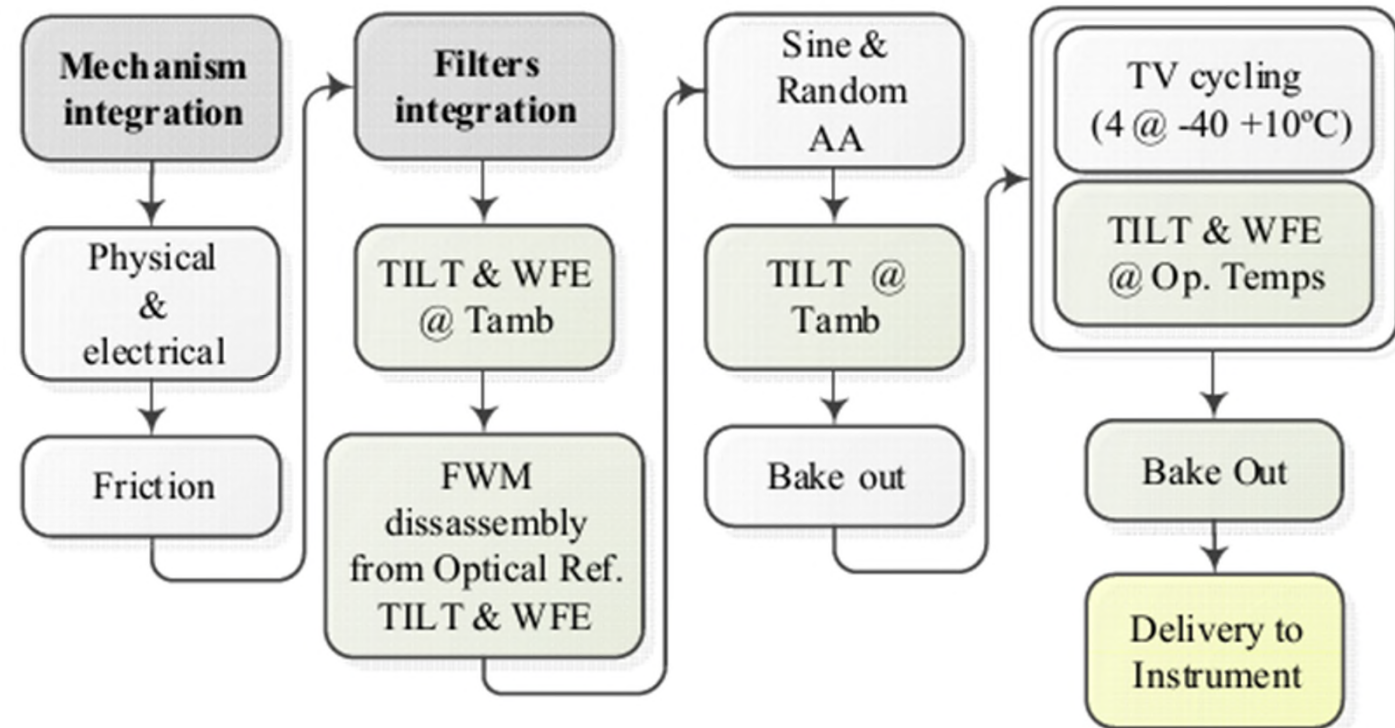 Mechanism
integration
Physical
&
electrical
Friction
Filters
integration
TILT & WFE
@ Tamb
FWM
dissassembly
from Optical Ref.
TILT & WFE
Sine &
Random
AA
TILT @
Tamb
Bake out
TV cycling
(4 @ -40 +10ºC)
TILT & WFE
@ Op. Temps
Bake Out
Delivery to
Instrument